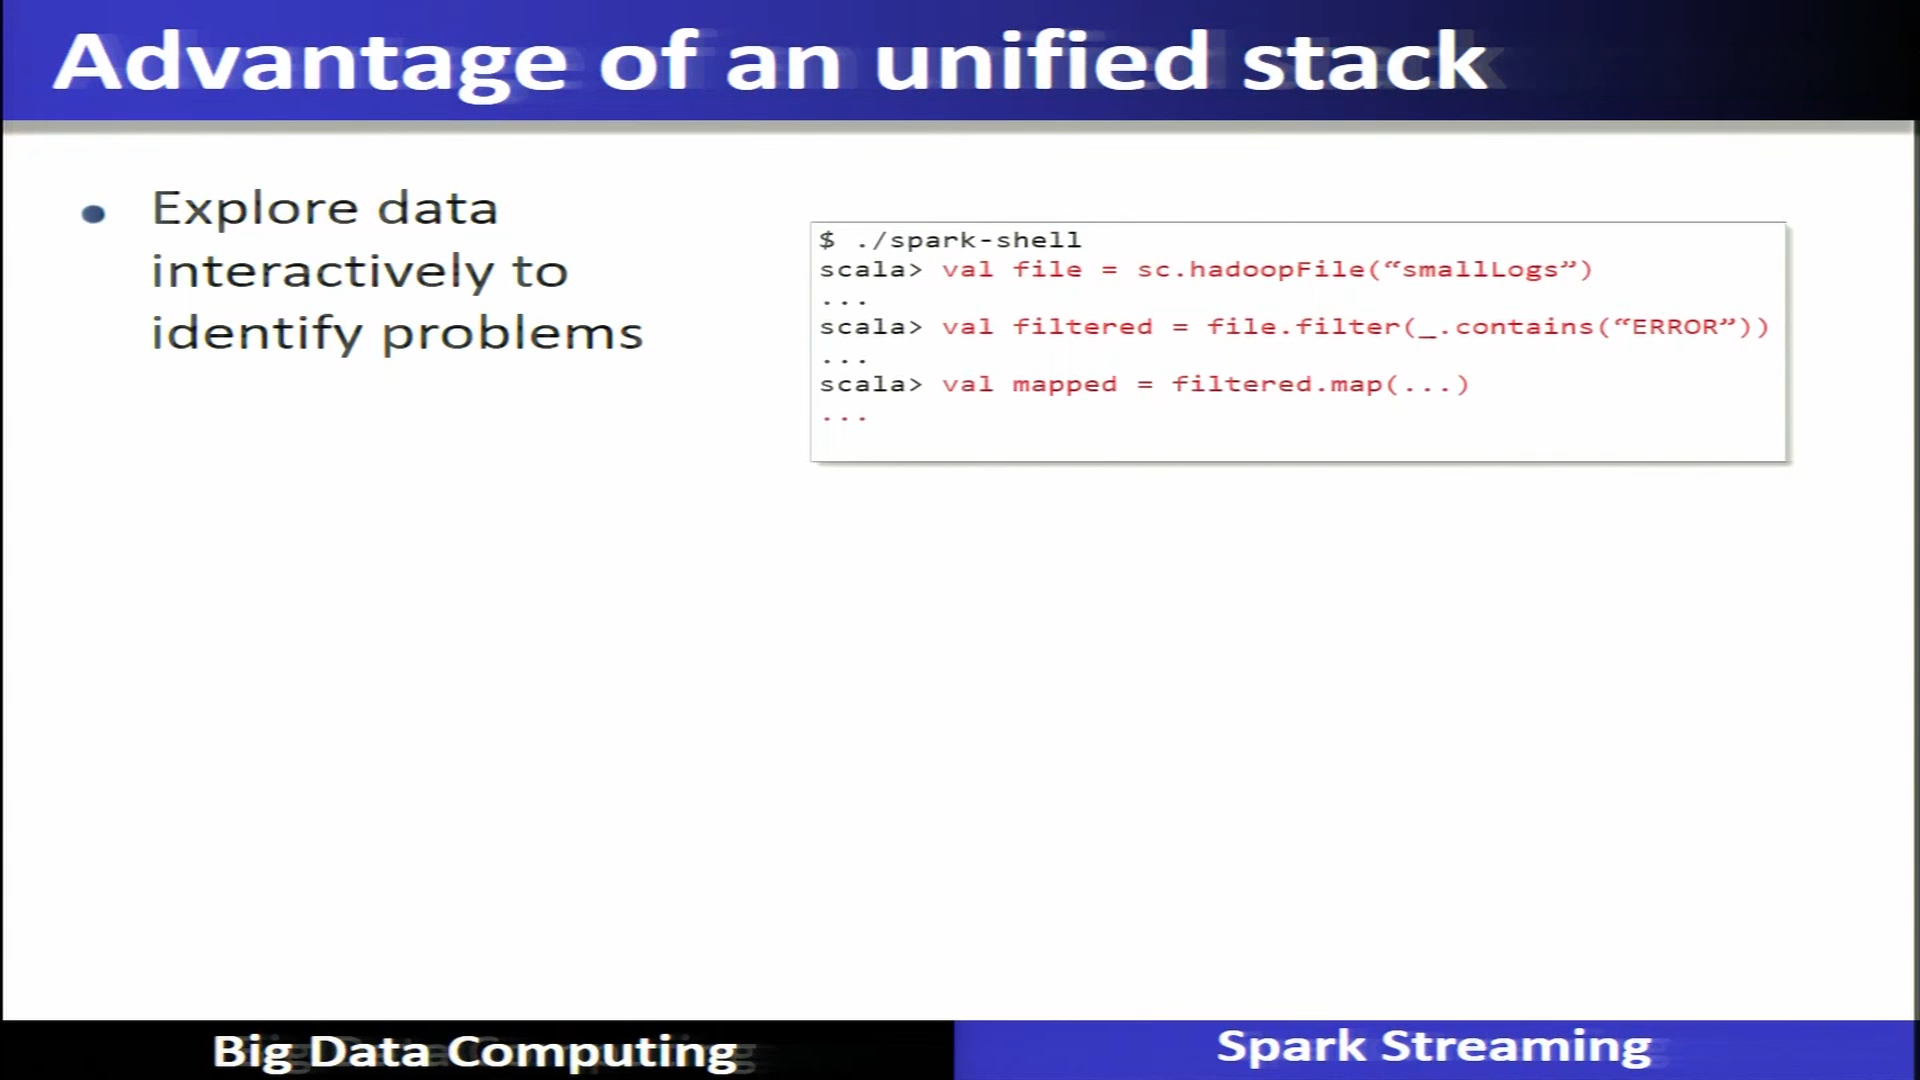 Advantage of an unified stack
• Explore data
interactively to
identify problems
$ ./spark-shell
scala> val file = sc.hadoopFile(“smallLogs”)
...
scala> val filtered = file.filter(_.contains(“ERROR”))
...
scala> val mapped = filtered.map(...)
...
Big Data Computing
Spark Streaming